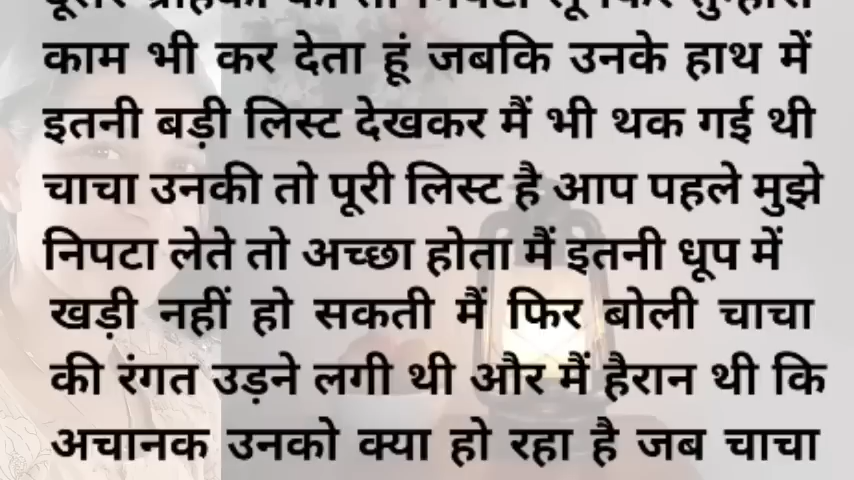 काम भी कर देता हूं जबकि उनके हाथ में
इतनी बड़ी लिस्ट देखकर मैं भी थक गई थी
चाचा उनकी तो पूरी लिस्ट है आप पहले मुझे
निपटा लेते तो अच्छा होता मैं इतनी धूप में
खड़ी नहीं हो सकती मैं फिर बोली चाचा
की रंगत उड़ने लगी थी और मैं हैरान थी कि
अचानक उनको क्या हो रहा है जब चाचा